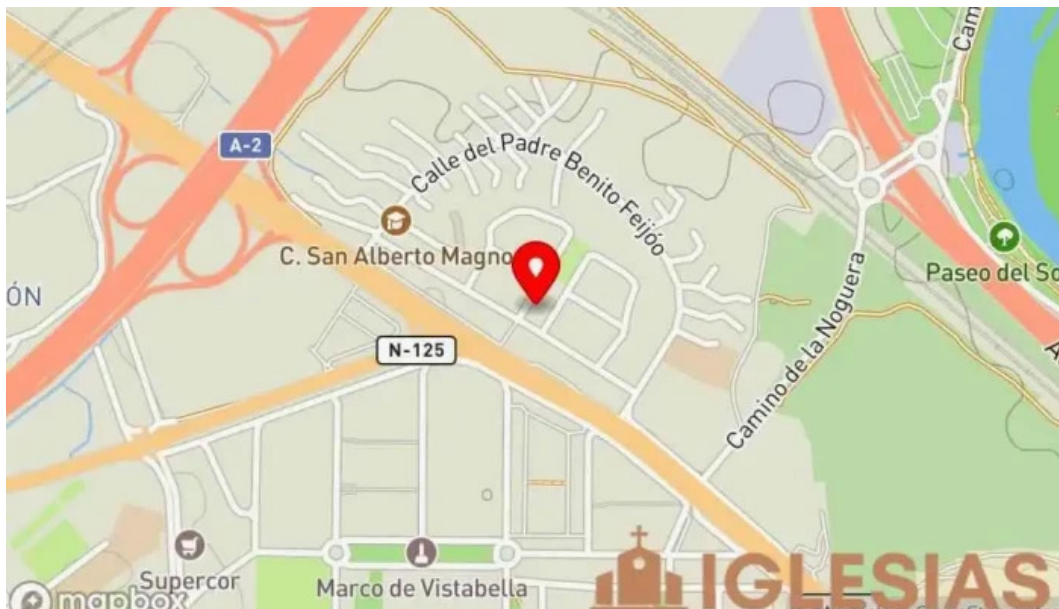 Cam
A-2
Calle del Padre Benito Feijóo
C. San Alberto Magno
Paseo del So
ÓN
N-125
Camino de la Noguera
A
Supercor
Marco de Vistabella
mapbox
IGLESIAS